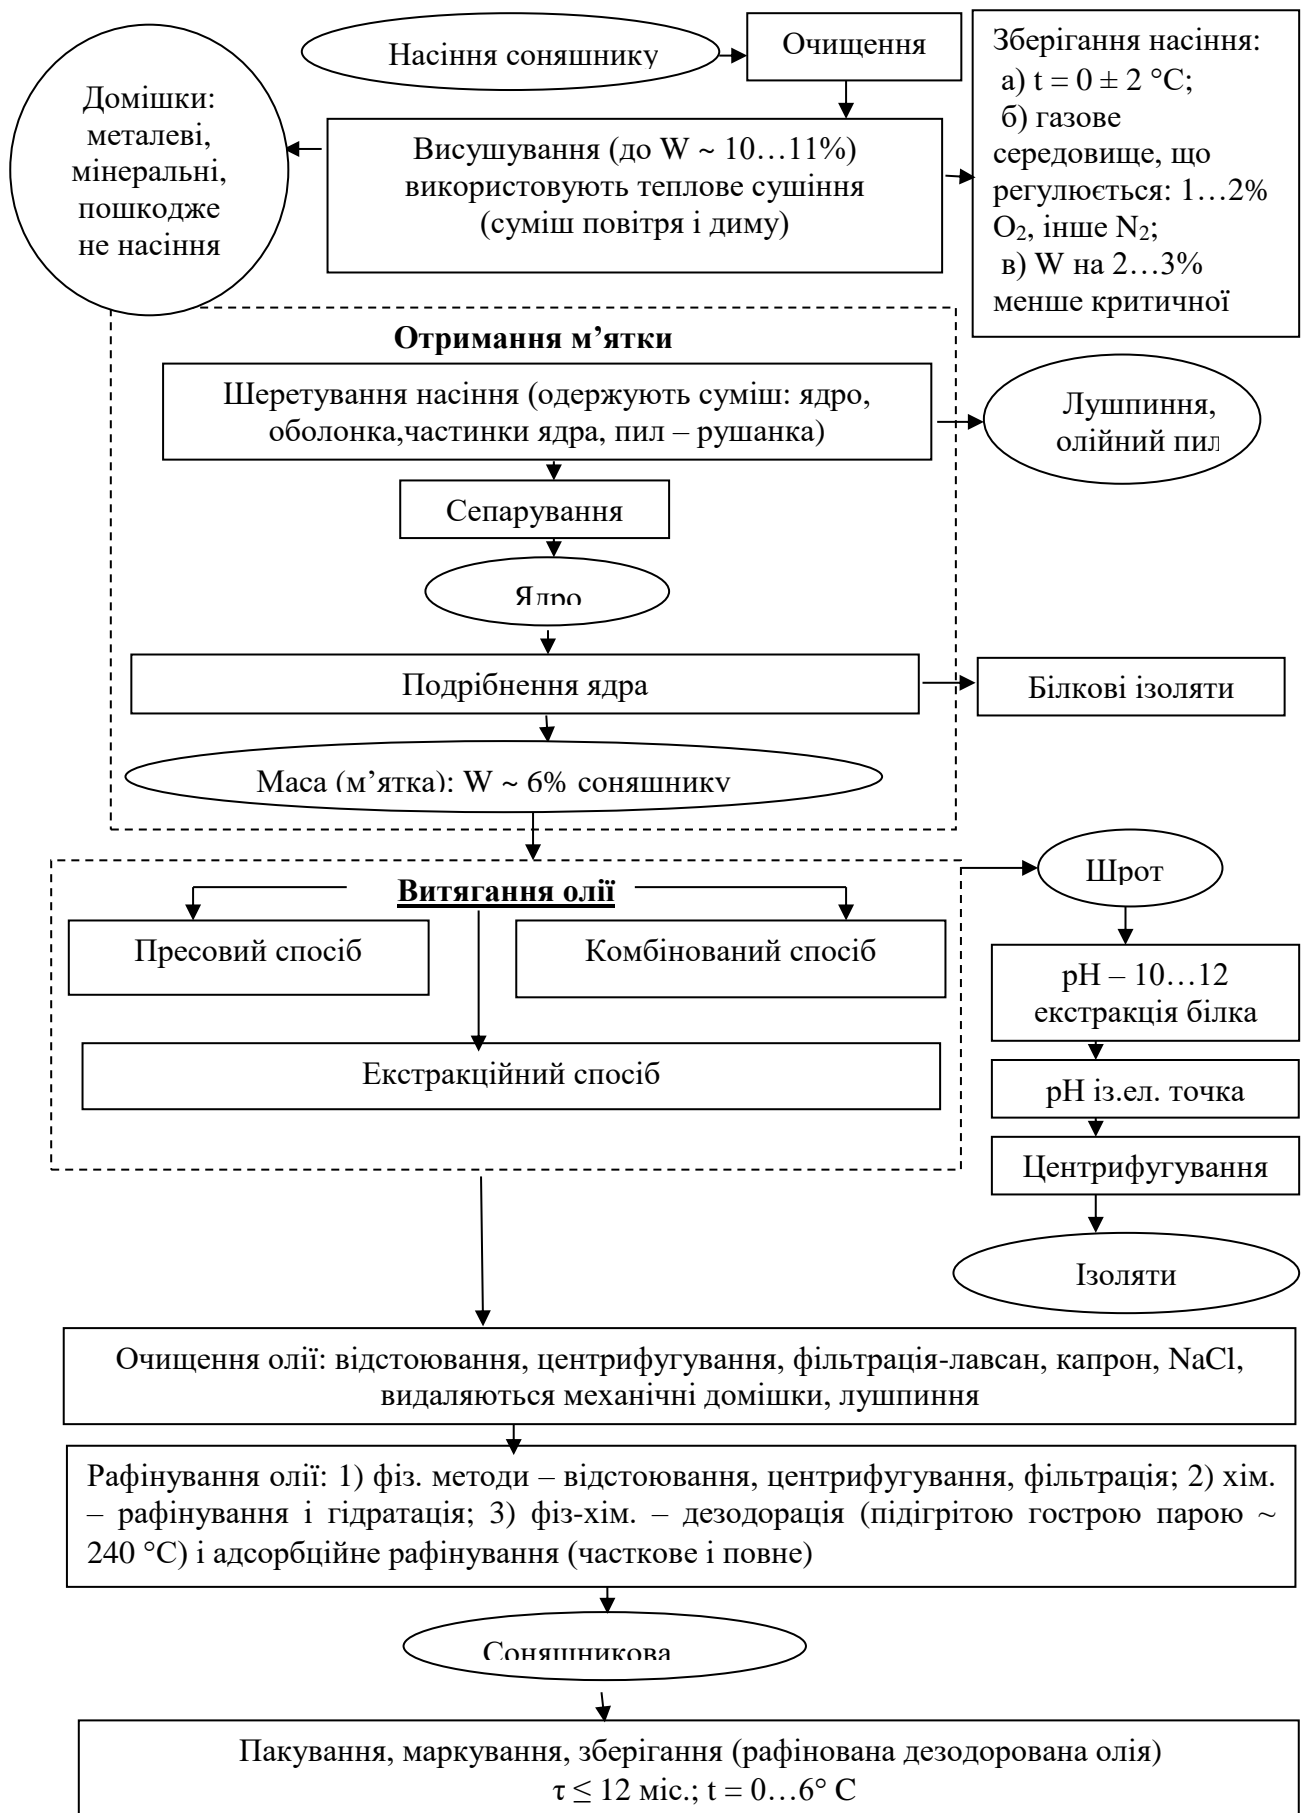 Насіння соняшнику
Очищення
Зберігання насіння:
а) t = 0 ± 2 °C;
б) газове
середовище, що
регулюється: 1…2%
O₂, інше N₂;
в) W на 2…3%
менше критичної
Домішки:
металеві,
мінеральні,
пошкодже
не насіння
Висушування (до W ~ 10…11%)
використовують теплове сушіння
(суміш повітря і диму)
Отримання м’ятки
Шеретування насіння (одержують суміш: ядро,
оболонка,частинки ядра, пил – рушанка)
Лушпиння,
олійний пил
Сепарування
Ядро
Подрібнення ядра
Білкові ізоляти
Маса (м’ятка): W ~ 6% соняшнику
Витягання олії
Шрот
Пресовий спосіб
Комбінований спосіб
Екстракційний спосіб
pH – 10…12
екстракція білка
pH із.ел. точка
Центрифугування
Ізоляти
Очищення олії: відстоювання, центрифугування, фільтрація-лавсан, капрон, NaCl,
видаляються механічні домішки, лушпиння
Рафінування олії: 1) фіз. методи – відстоювання, центрифугування, фільтрація; 2) хім.
– рафінування і гідратація; 3) фіз-хім. – дезодорація (підігрітою гострою парою ~
240 °C) і адсорбційне рафінування (часткове і повне)
Соняшникова
Пакування, маркування, зберігання (рафінована дезодорована олія)
τ ≤ 12 міс.; t = 0…6° C